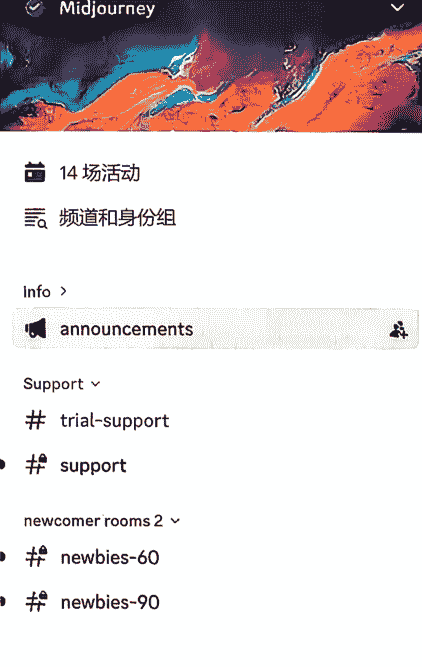 Midjourney
14 场活动
频道和身份组
Info
announcements
Support
trial-support
support
newcomer rooms 2
newbies-60
newbies-90